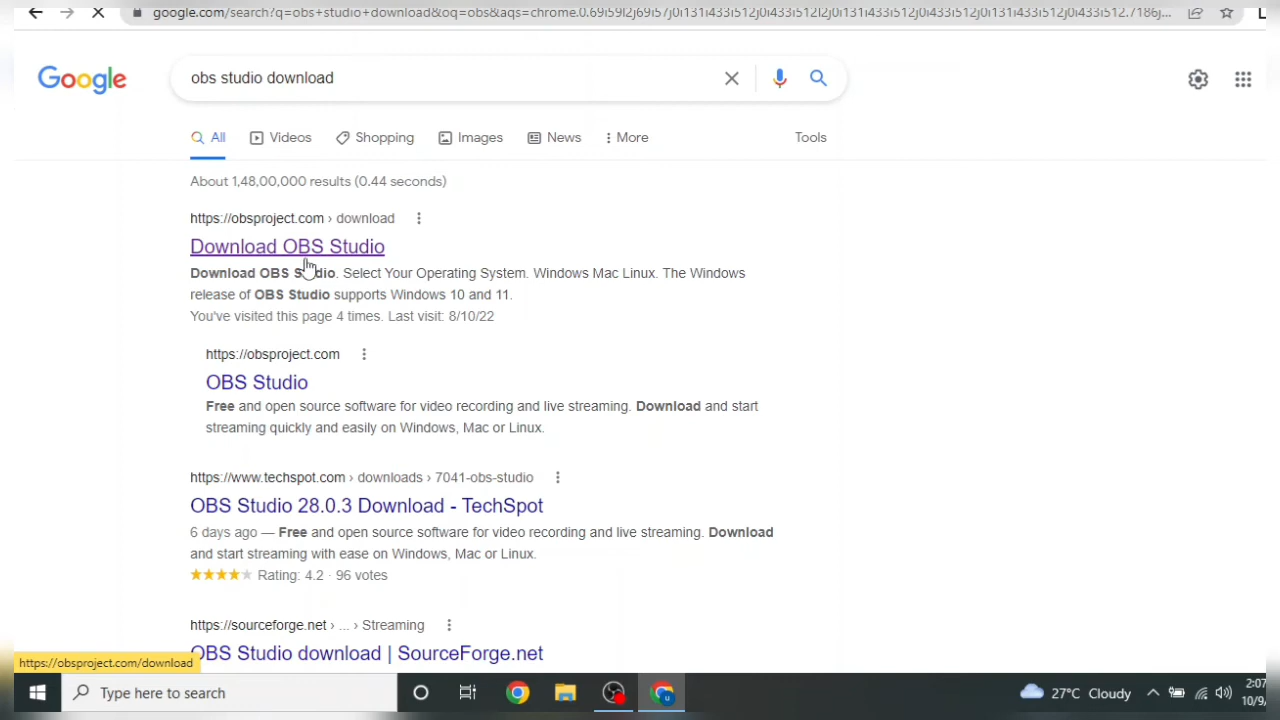 google.com/search?q=obs+studio+download&oq=obs&aqs=chrome.0.69i59l2j69i57j0i131i433i512j0i433i512l2j0i131i433i512j0i433i512j0i131i433i512j0i433i512.7186j...
Google
obs studio download
All Videos Shopping Images News More Tools
About 1,48,00,000 results (0.44 seconds)
https://obsproject.com › download
Download OBS Studio
Download OBS Studio. Select Your Operating System. Windows Mac Linux. The Windows
release of OBS Studio supports Windows 10 and 11.
You've visited this page 4 times. Last visit: 8/10/22
https://obsproject.com
OBS Studio
Free and open source software for video recording and live streaming. Download and start
streaming quickly and easily on Windows, Mac or Linux.
https://www.techspot.com › downloads › 7041-obs-studio
OBS Studio 28.0.3 Download - TechSpot
6 days ago — Free and open source software for video recording and live streaming. Download
and start streaming with ease on Windows, Mac or Linux.
Rating: 4.2 · 96 votes
https://sourceforge.net › ... › Streaming
OBS Studio download | SourceForge.net
https://obsproject.com/download
Type here to search
27°C Cloudy
2:07
10/9/